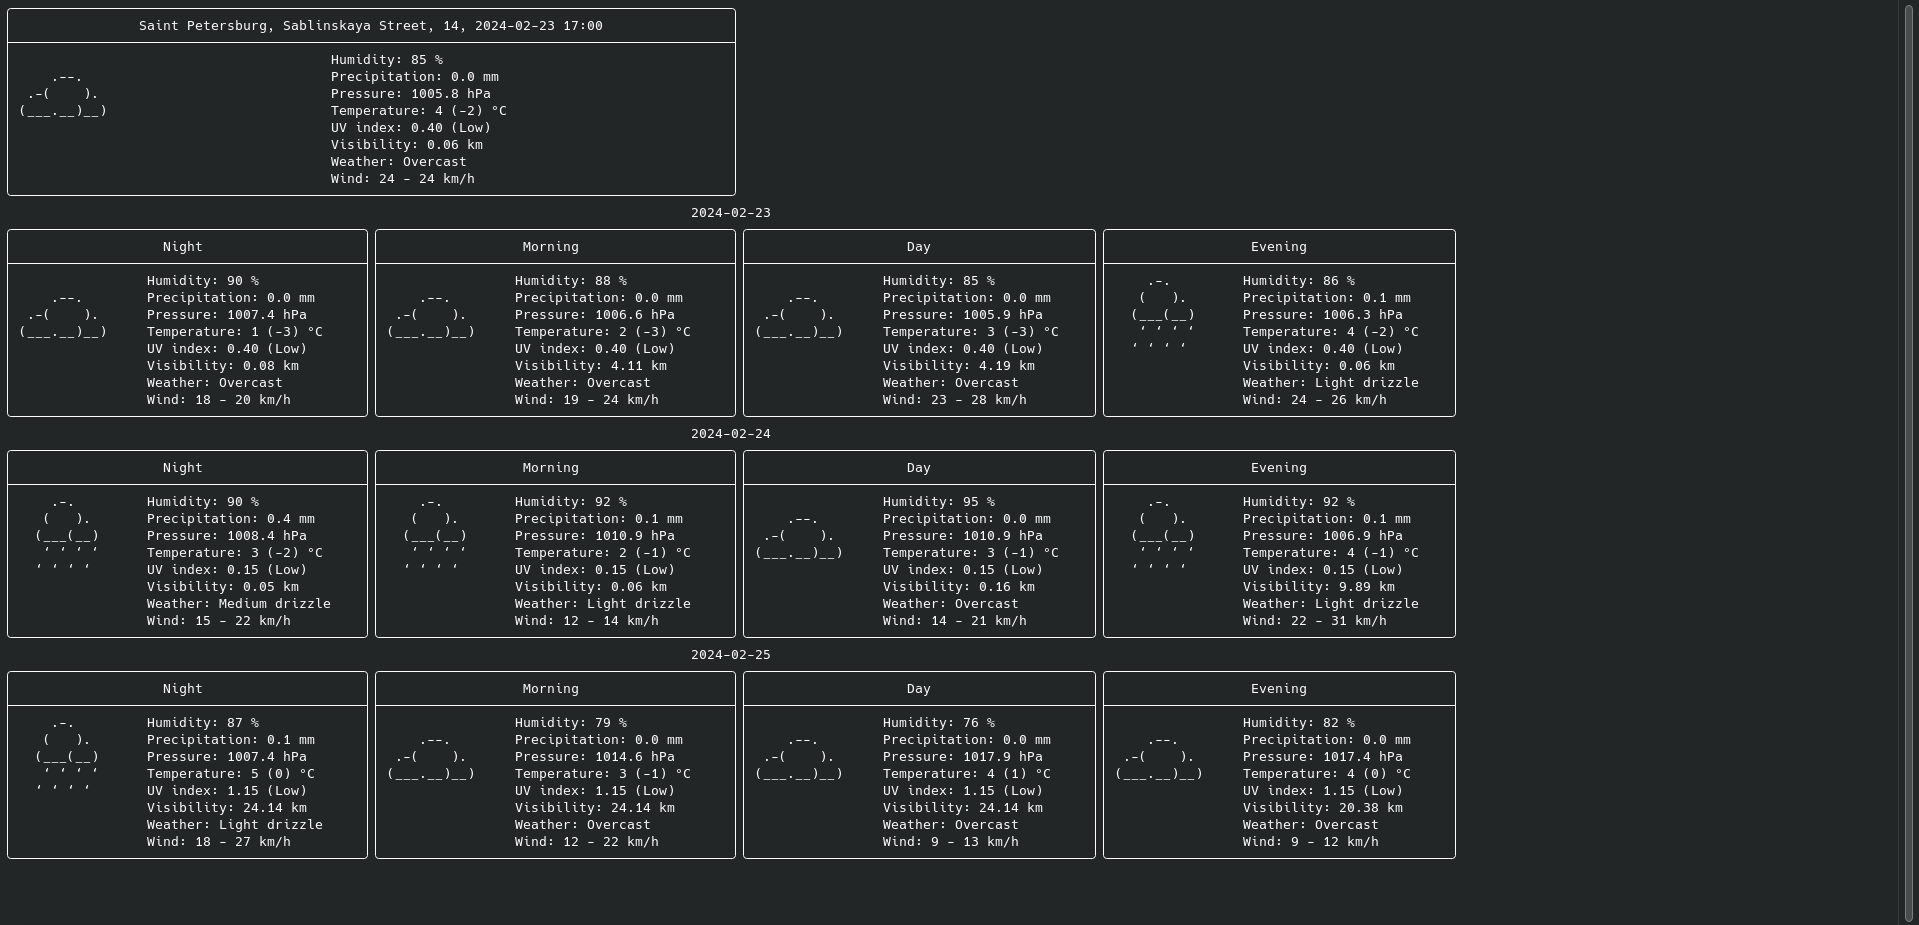 Saint Petersburg, Sablinskaya Street, 14, 2024-02-23 17:00
Humidity: 85 %
Precipitation: 0.0 mm
Pressure: 1005.8 hPa
Temperature: 4 (-2) °C
UV index: 0.40 (Low)
Visibility: 0.06 km
Weather: Overcast
Wind: 24 - 24 km/h
2024-02-23
Night
Humidity: 90 %
Precipitation: 0.0 mm
Pressure: 1007.4 hPa
Temperature: 1 (-3) °C
UV index: 0.40 (Low)
Visibility: 0.08 km
Weather: Overcast
Wind: 18 - 20 km/h
Morning
Humidity: 88 %
Precipitation: 0.0 mm
Pressure: 1006.6 hPa
Temperature: 2 (-3) °C
UV index: 0.40 (Low)
Visibility: 4.11 km
Weather: Overcast
Wind: 19 - 24 km/h
Day
Humidity: 85 %
Precipitation: 0.0 mm
Pressure: 1005.9 hPa
Temperature: 3 (-3) °C
UV index: 0.40 (Low)
Visibility: 4.19 km
Weather: Overcast
Wind: 23 - 28 km/h
Evening
Humidity: 86 %
Precipitation: 0.1 mm
Pressure: 1006.3 hPa
Temperature: 4 (-2) °C
UV index: 0.40 (Low)
Visibility: 0.06 km
Weather: Light drizzle
Wind: 24 - 26 km/h
2024-02-24
Night
Humidity: 90 %
Precipitation: 0.4 mm
Pressure: 1008.4 hPa
Temperature: 3 (-2) °C
UV index: 0.15 (Low)
Visibility: 0.05 km
Weather: Medium drizzle
Wind: 15 - 22 km/h
Morning
Humidity: 92 %
Precipitation: 0.1 mm
Pressure: 1010.9 hPa
Temperature: 2 (-1) °C
UV index: 0.15 (Low)
Visibility: 0.06 km
Weather: Light drizzle
Wind: 12 - 14 km/h
Day
Humidity: 95 %
Precipitation: 0.0 mm
Pressure: 1010.9 hPa
Temperature: 3 (-1) °C
UV index: 0.15 (Low)
Visibility: 0.16 km
Weather: Overcast
Wind: 14 - 21 km/h
Evening
Humidity: 92 %
Precipitation: 0.1 mm
Pressure: 1006.9 hPa
Temperature: 4 (-1) °C
UV index: 0.15 (Low)
Visibility: 9.89 km
Weather: Light drizzle
Wind: 22 - 31 km/h
2024-02-25
Night
Humidity: 87 %
Precipitation: 0.1 mm
Pressure: 1007.4 hPa
Temperature: 5 (0) °C
UV index: 1.15 (Low)
Visibility: 24.14 km
Weather: Light drizzle
Wind: 18 - 27 km/h
Morning
Humidity: 79 %
Precipitation: 0.0 mm
Pressure: 1014.6 hPa
Temperature: 3 (-1) °C
UV index: 1.15 (Low)
Visibility: 24.14 km
Weather: Overcast
Wind: 12 - 22 km/h
Day
Humidity: 76 %
Precipitation: 0.0 mm
Pressure: 1017.9 hPa
Temperature: 4 (1) °C
UV index: 1.15 (Low)
Visibility: 24.14 km
Weather: Overcast
Wind: 9 - 13 km/h
Evening
Humidity: 82 %
Precipitation: 0.0 mm
Pressure: 1017.4 hPa
Temperature: 4 (0) °C
UV index: 1.15 (Low)
Visibility: 20.38 km
Weather: Overcast
Wind: 9 - 12 km/h